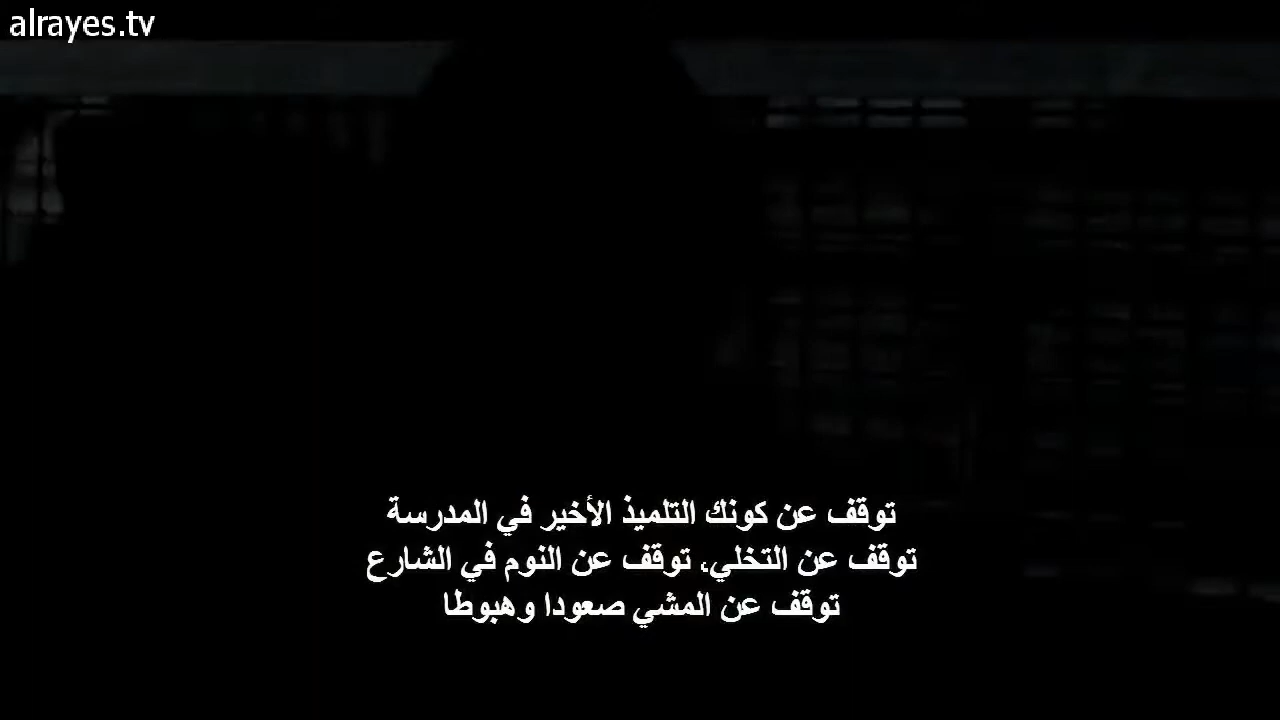 alrayes.tv
توقف عن كونك التلميذ الأخير في المدرسة
توقف عن التخلي، توقف عن النوم في الشارع
توقف عن المشي صعودا وهبوطا